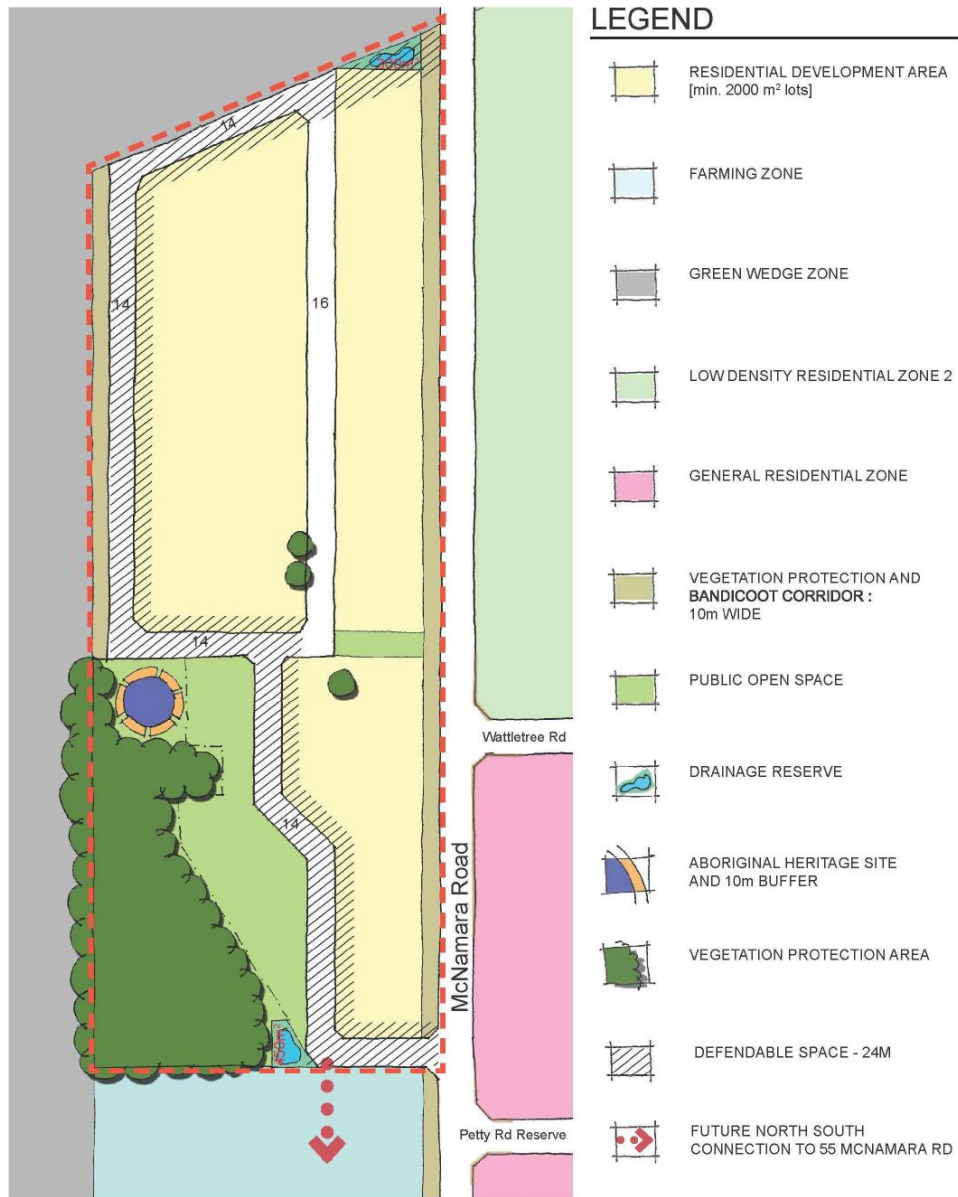 LEGEND
RESIDENTIAL DEVELOPMENT AREA
[min. 2000 m² lots]
FARMING ZONE
GREEN WEDGE ZONE
LOW DENSITY RESIDENTIAL ZONE 2
GENERAL RESIDENTIAL ZONE
VEGETATION PROTECTION AND
BANDICOOT CORRIDOR :
10m WIDE
PUBLIC OPEN SPACE
DRAINAGE RESERVE
ABORIGINAL HERITAGE SITE
AND 10m BUFFER
VEGETATION PROTECTION AREA
DEFENDABLE SPACE - 24M
FUTURE NORTH SOUTH
CONNECTION TO 55 MCNAMARA RD
14
14
16
14
14
Wattletree Rd
McNamara Road
Petty Rd Reserve